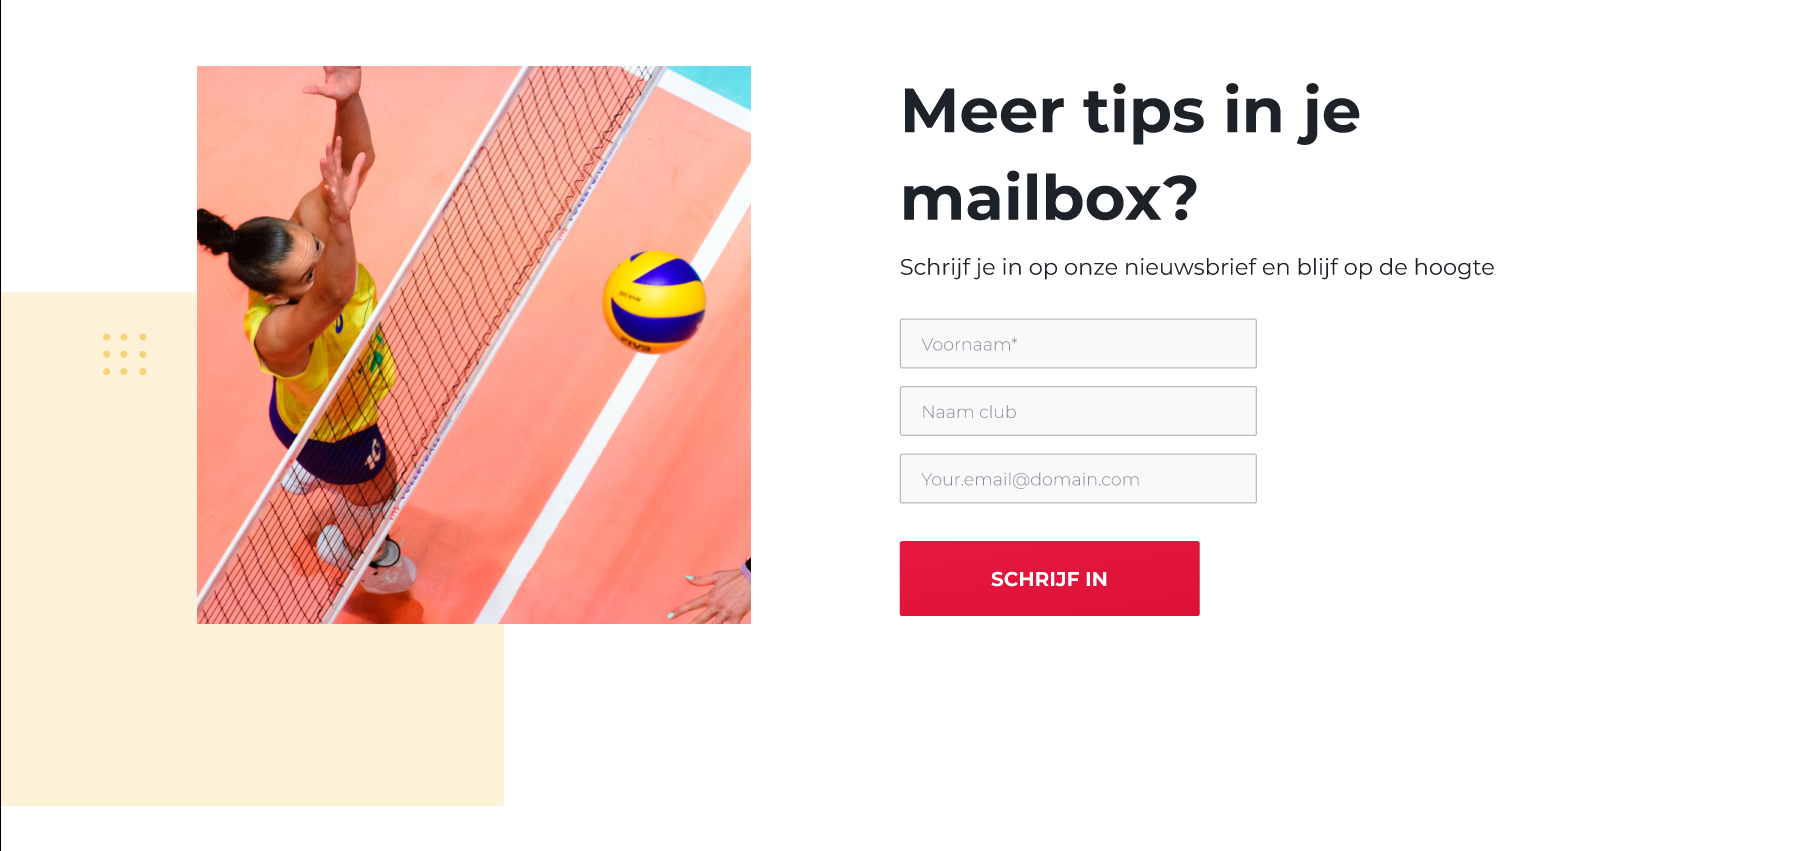 Meer tips in je
mailbox?
Schrijf je in op onze nieuwsbrief en blijf op de hoogte
Voornaam*
Naam club
Your.email@domain.com
SCHRIJF IN
10